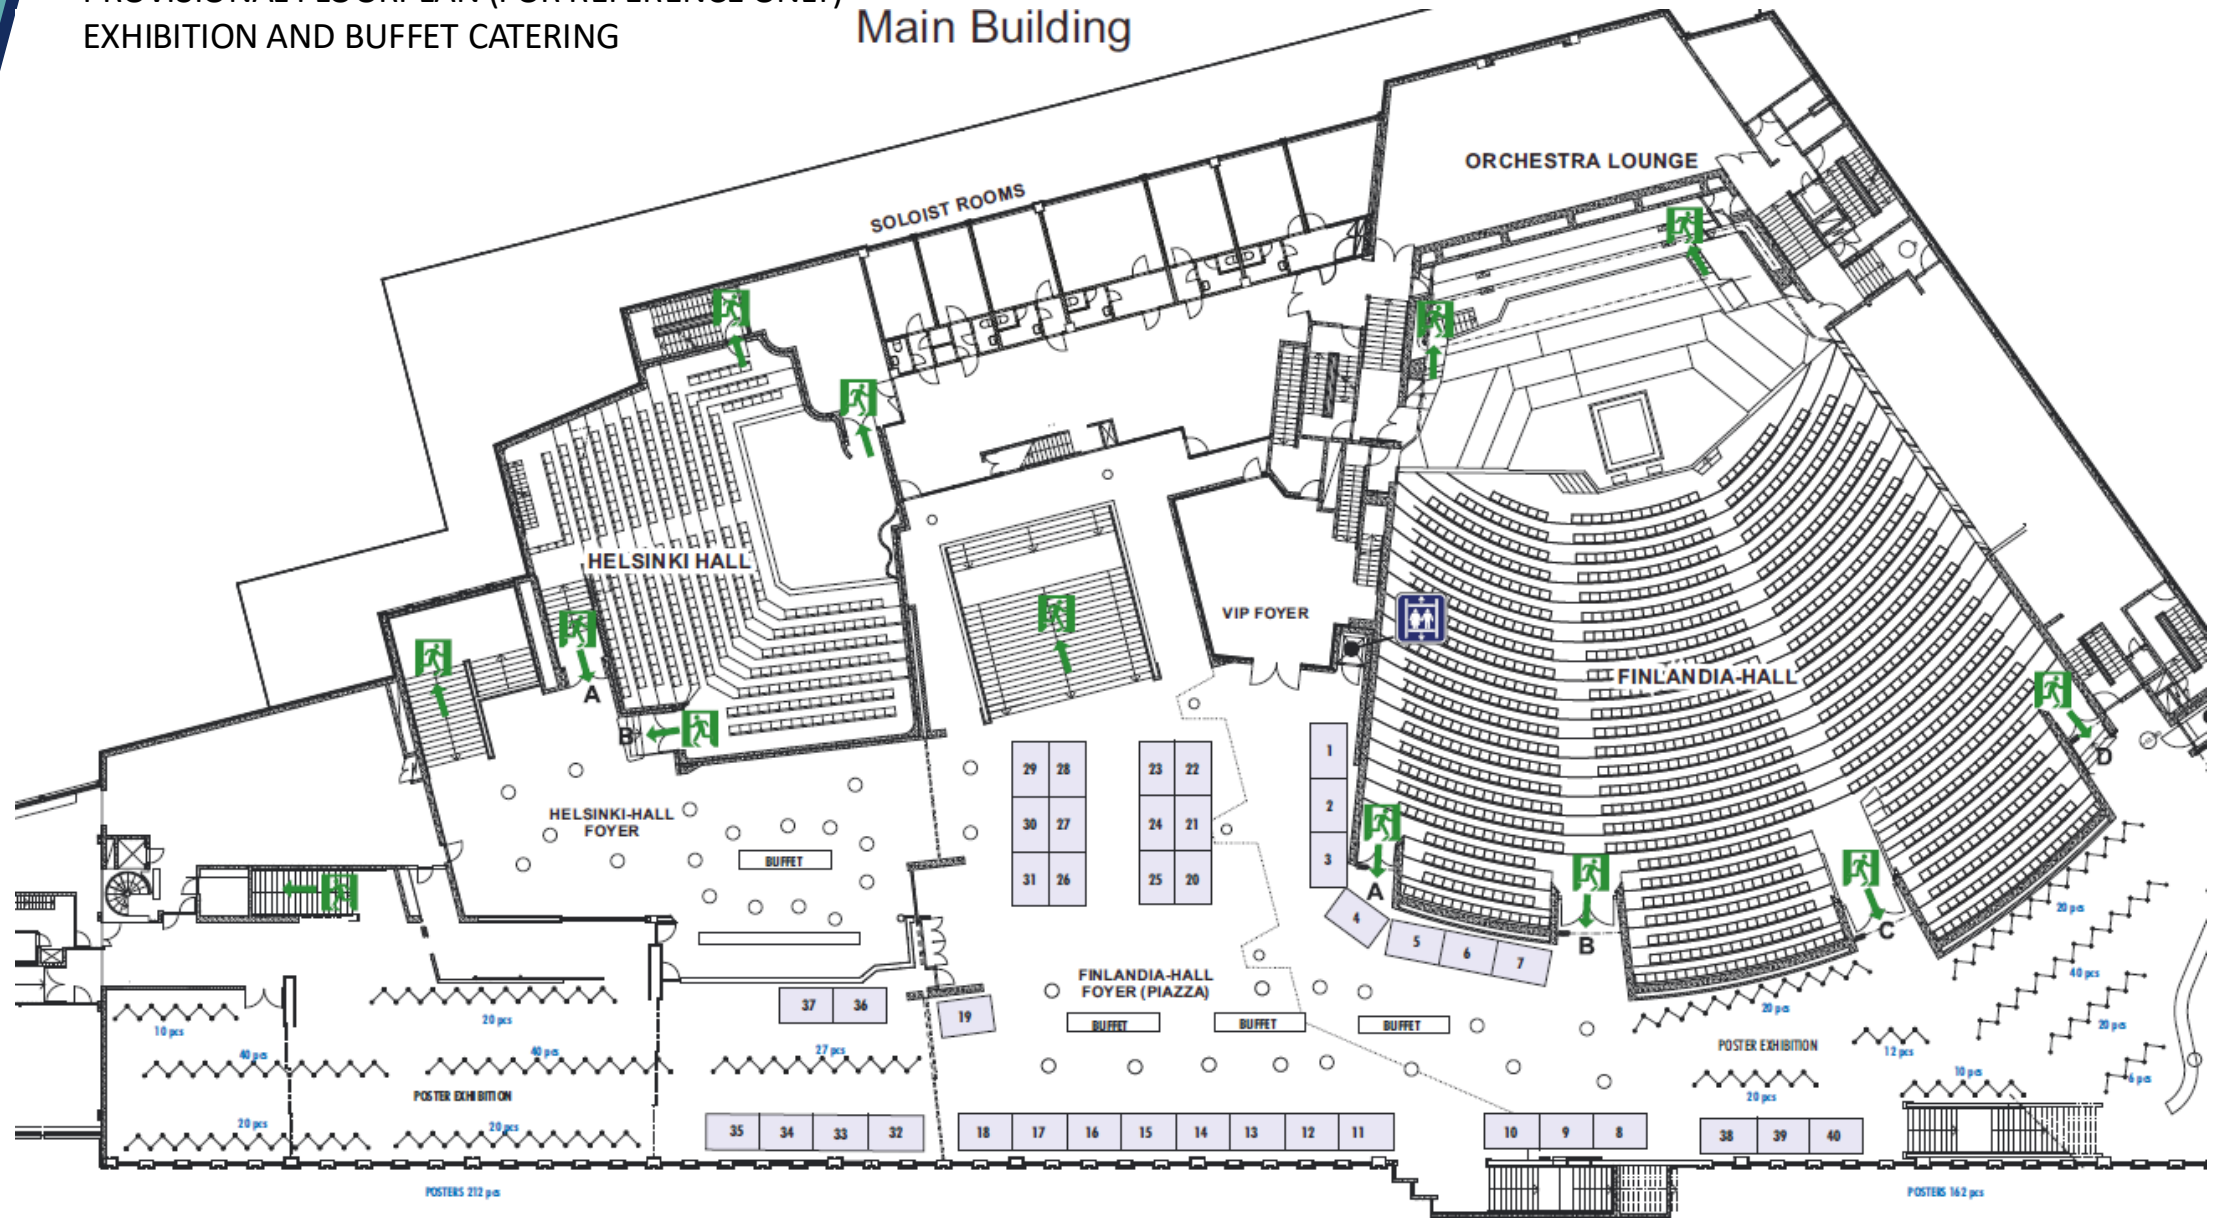 PROVISIONAL FLOORPLAN (FOR REFERENCE ONLY)
EXHIBITION AND BUFFET CATERING
Main Building
ORCHESTRA LOUNGE
SOLOIST ROOMS
HELSINKI HALL
VIP FOYER
FINLANDIA-HALL
A
B
D
HELSINKI-HALL
FOYER
BUFFET
29 28
30 27
31 26
23 22
24 21
25 20
1
2
3
4
5
6
7
A
B
C
FINLANDIA-HALL
FOYER (PIAZZA)
BUFFET
BUFFET
BUFFET
37 36
19
10 pcs
20 pcs
40 pcs
40 pcs
27 pcs
POSTER EXHIBITION
20 pcs
20 pcs
20 pcs
40 pcs
20 pcs
20 pcs
POSTER EXHIBITION
12 pcs
10 pcs
6 pcs
20 pcs
35 34 33 32
18 17 16 15 14 13 12 11
10 9 8
38 39 40
POSTERS 212 pcs
POSTERS 162 pcs